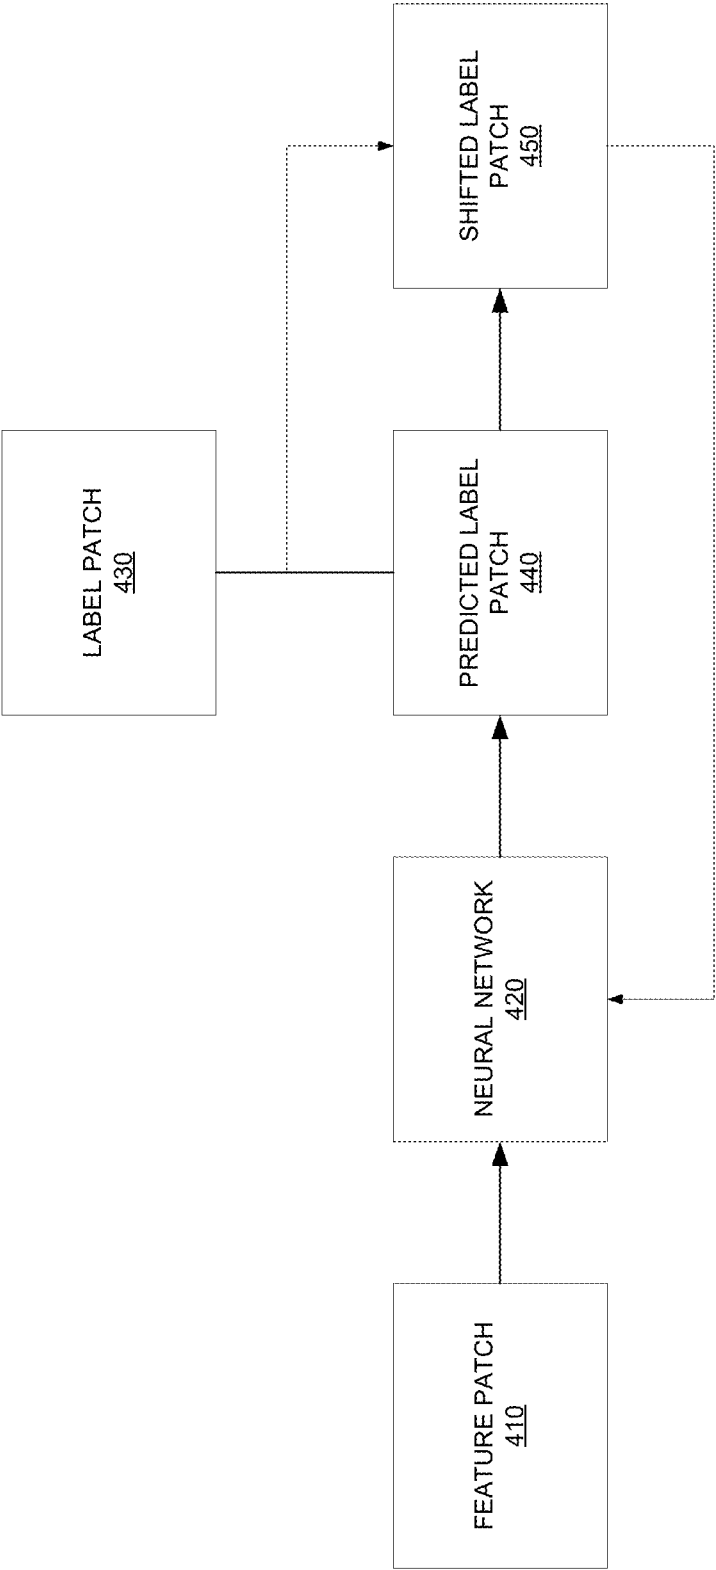 LABEL PATCH
430
FEATURE PATCH
410
NEURAL NETWORK
420
PREDICTED LABEL
PATCH
440
SHIFTED LABEL
PATCH
450